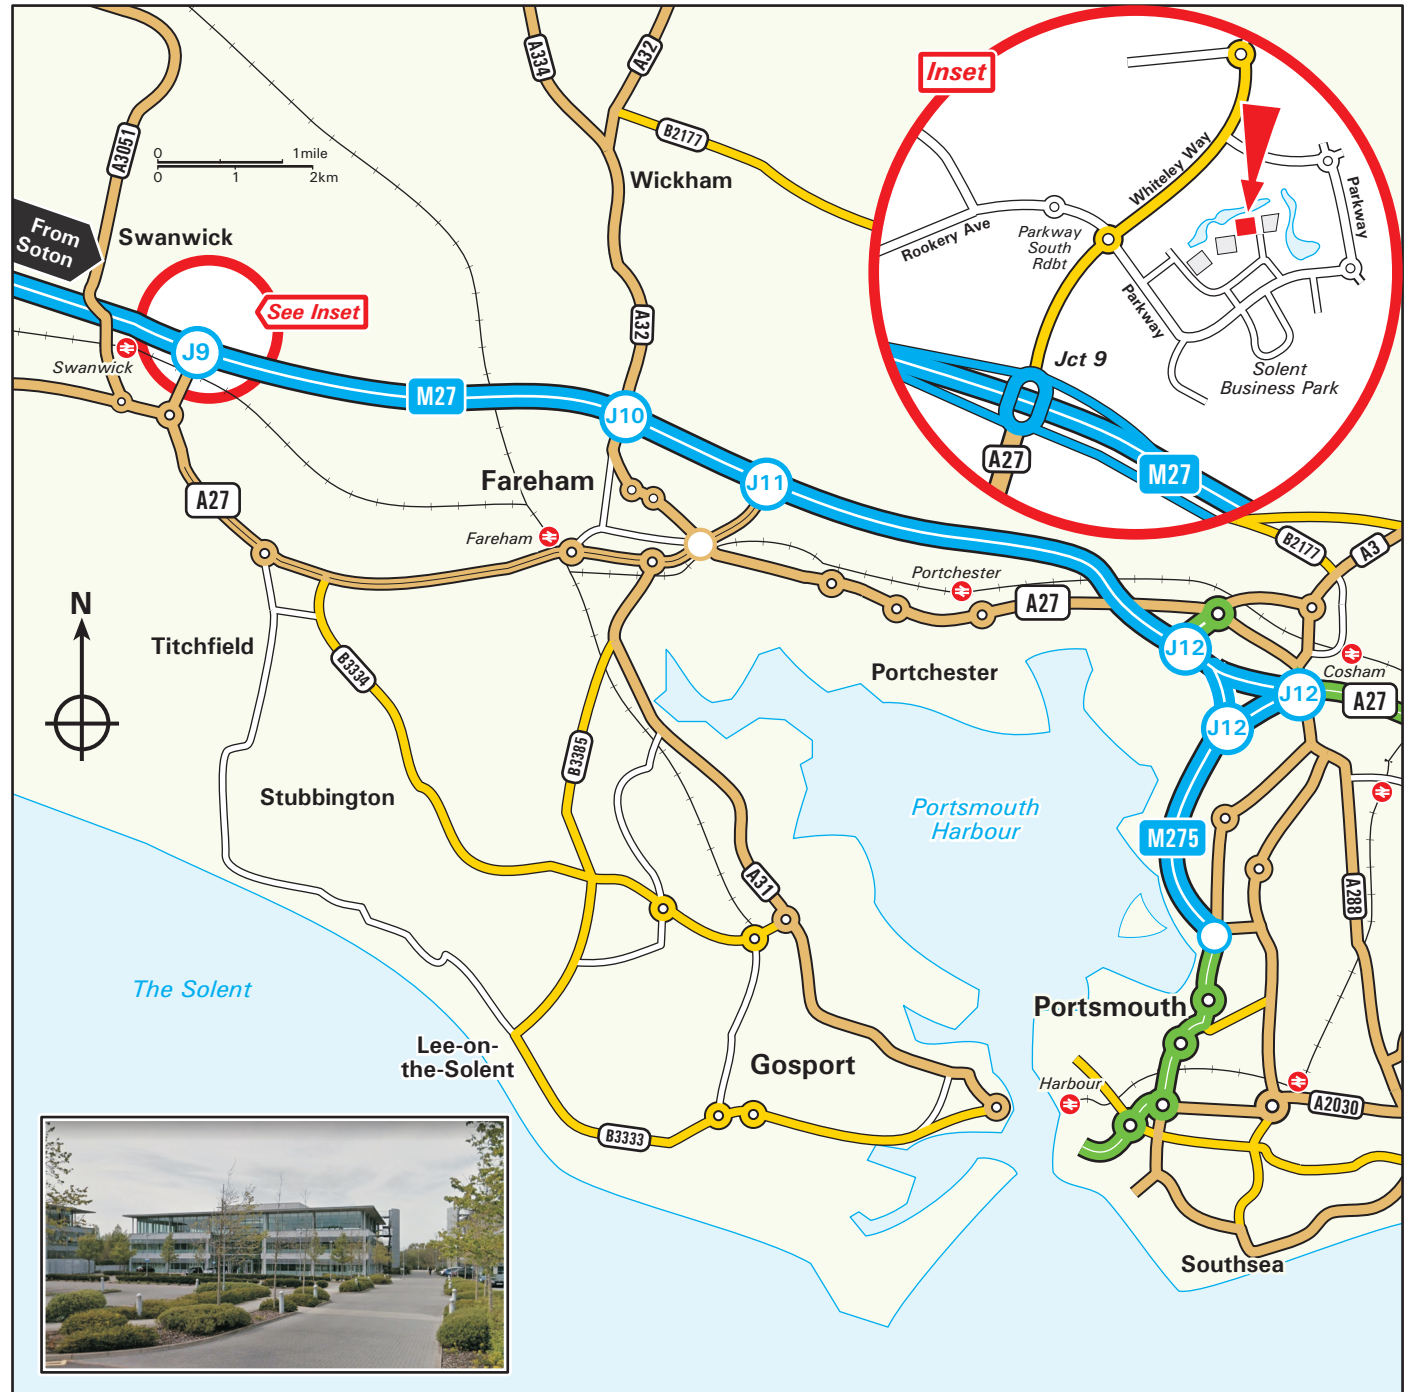 A334
A32
Inset
B2177
A3051
0
1mile
0
1
2km
Wickham
Whiteley Way
Parkway
From
Soton
Swanwick
Rookery Ave
Parkway
South
Rdbt
Parkway
See Inset
A32
J9
Swanwick
Jct 9
Solent
Business Park
M27
J10
A27
M27
Fareham
J11
A27
Fareham
B2177
A3
Portchester
A27
N
Titchfield
B3334
Portchester
J12
Cosham
J12
A27
J12
B3385
Stubbington
Portsmouth
Harbour
M275
A31
A288
The Solent
Portsmouth
Lee-on-
the-Solent
Gosport
Harbour
A2030
B3333
Southsea